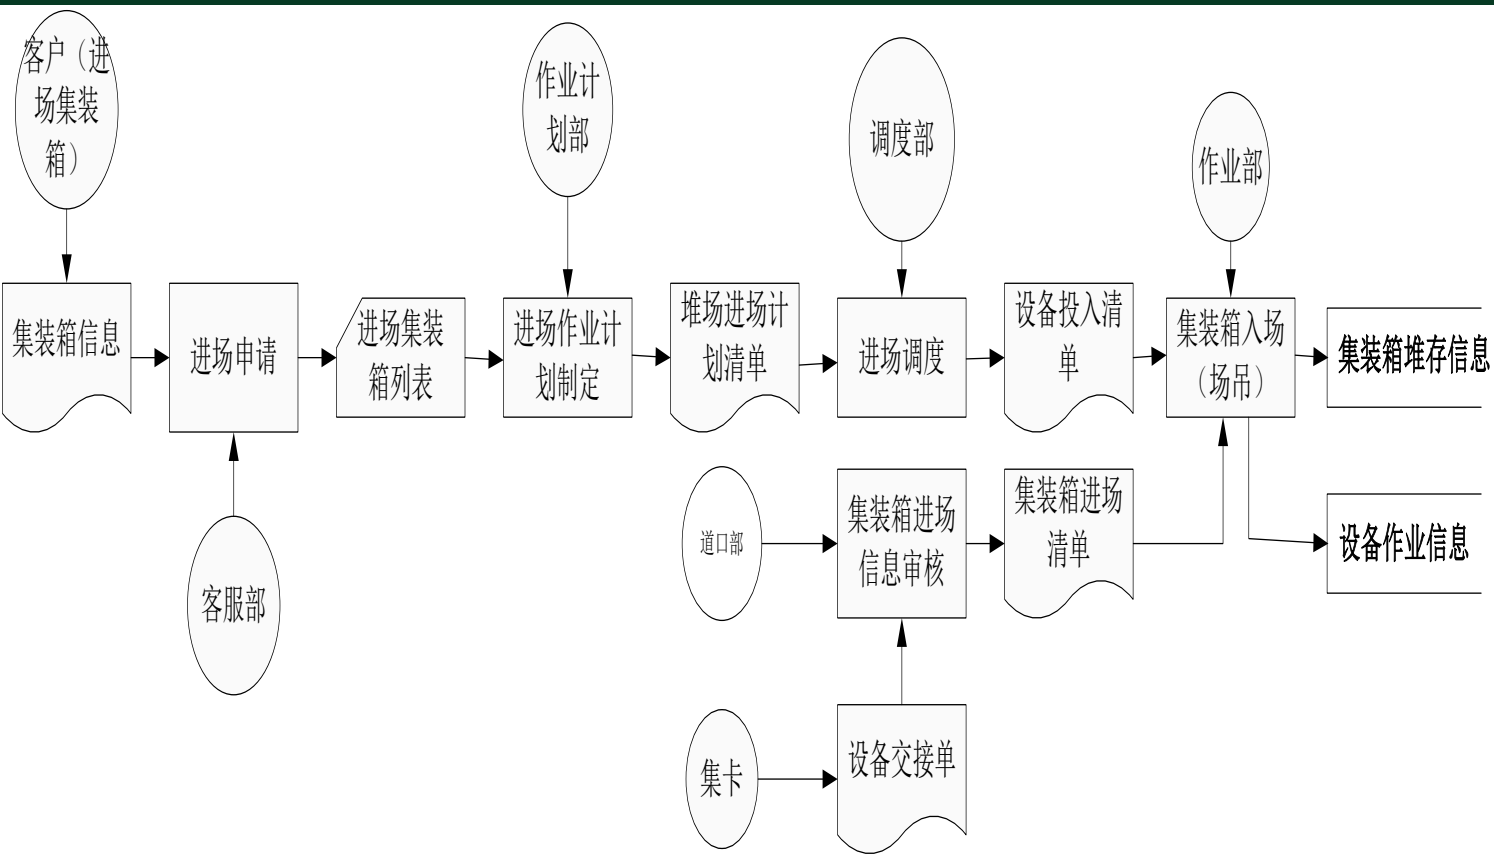 客户（进
场集装
箱）
作业计
划部
调度部
作业部
集装箱信息
进场申请
进场集装
箱列表
进场作业计
划制定
堆场进场计
划清单
进场调度
设备投入清
单
集装箱入场
（场吊）
集装箱堆存信息
道口部
集装箱进场
信息审核
集装箱进场
清单
设备作业信息
客服部
集卡
设备交接单